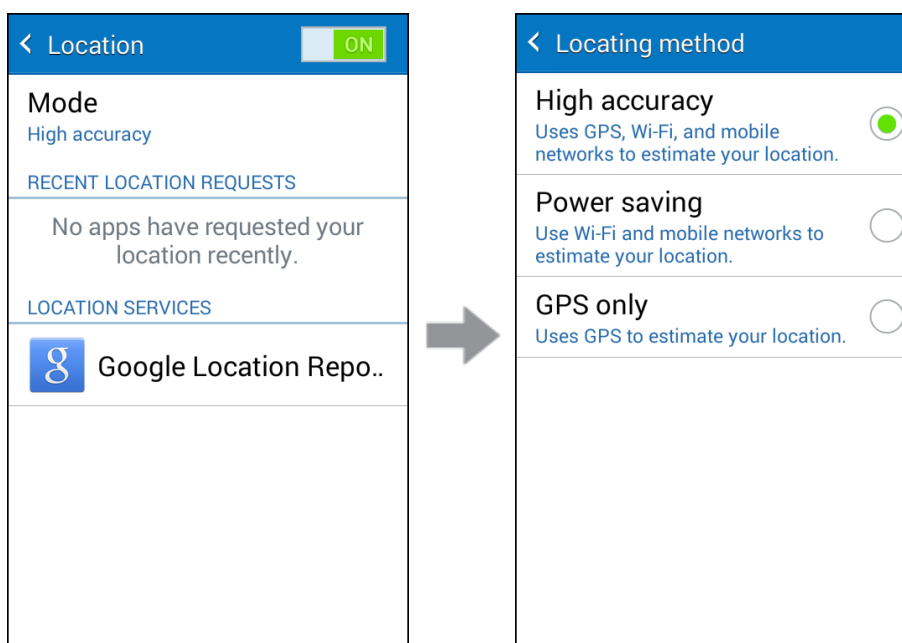 Location
ON
Mode
High accuracy
RECENT LOCATION REQUESTS
No apps have requested your
location recently.
LOCATION SERVICES
g
Google Location Repo..
Locating method
High accuracy
Uses GPS, Wi-Fi, and mobile
networks to estimate your location.
Power saving
Use Wi-Fi and mobile networks to
estimate your location.
GPS only
Uses GPS to estimate your location.